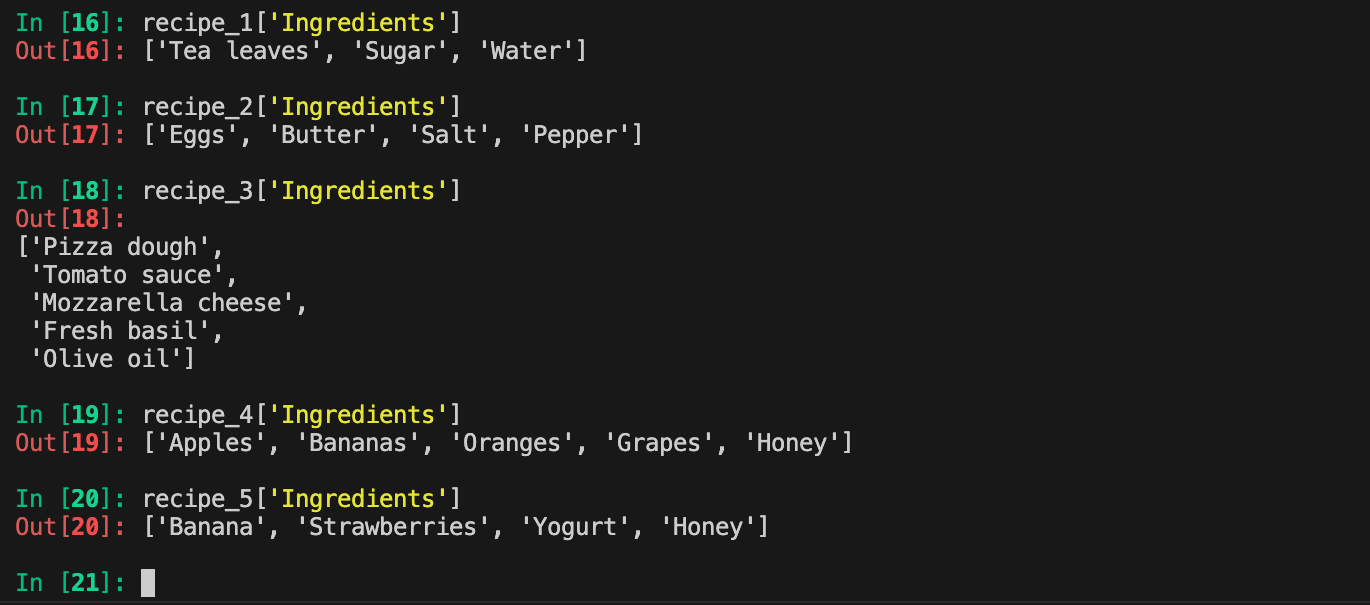 In [16]: recipe_1['Ingredients']
Out[16]: ['Tea leaves', 'Sugar', 'Water']
In [17]: recipe_2['Ingredients']
Out[17]: ['Eggs', 'Butter', 'Salt', 'Pepper']
In [18]: recipe_3['Ingredients']
Out[18]:
['Pizza dough',
 'Tomato sauce',
 'Mozzarella cheese',
 'Fresh basil',
 'Olive oil']
In [19]: recipe_4['Ingredients']
Out[19]: ['Apples', 'Bananas', 'Oranges', 'Grapes', 'Honey']
In [20]: recipe_5['Ingredients']
Out[20]: ['Banana', 'Strawberries', 'Yogurt', 'Honey']
In [21]: